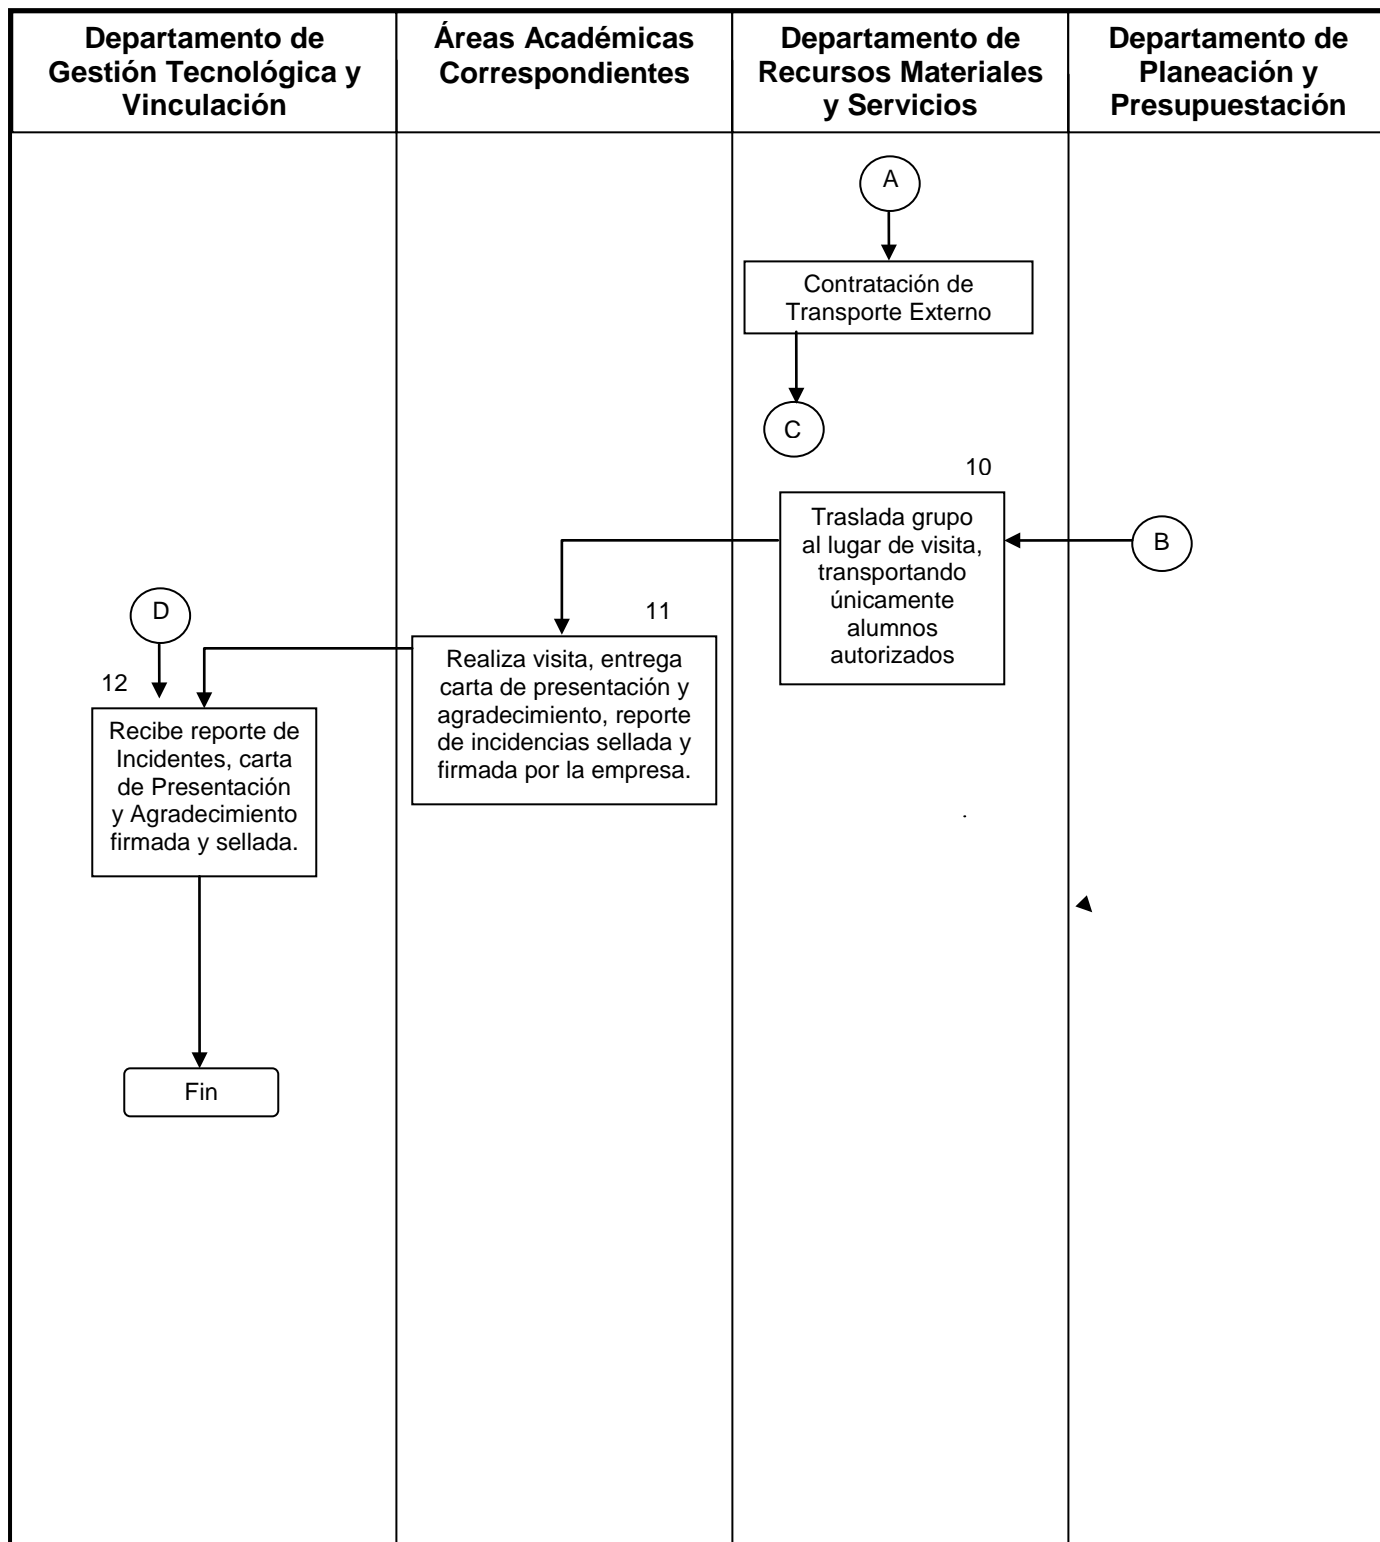 Departamento de
Gestión Tecnológica y
Vinculación
Áreas Académicas
Correspondientes
Departamento de
Recursos Materiales
y Servicios
Departamento de
Planeación y
Presupuestación
A
Contratación de
Transporte Externo
C
10
Traslada grupo
al lugar de visita,
transportando
únicamente
alumnos
autorizados
B
D
11
Realiza visita, entrega
carta de presentación y
agradecimiento, reporte
de incidencias sellada y
firmada por la empresa.
12
Recibe reporte de
Incidentes, carta
de Presentación
y Agradecimiento
firmada y sellada.
.
Fin